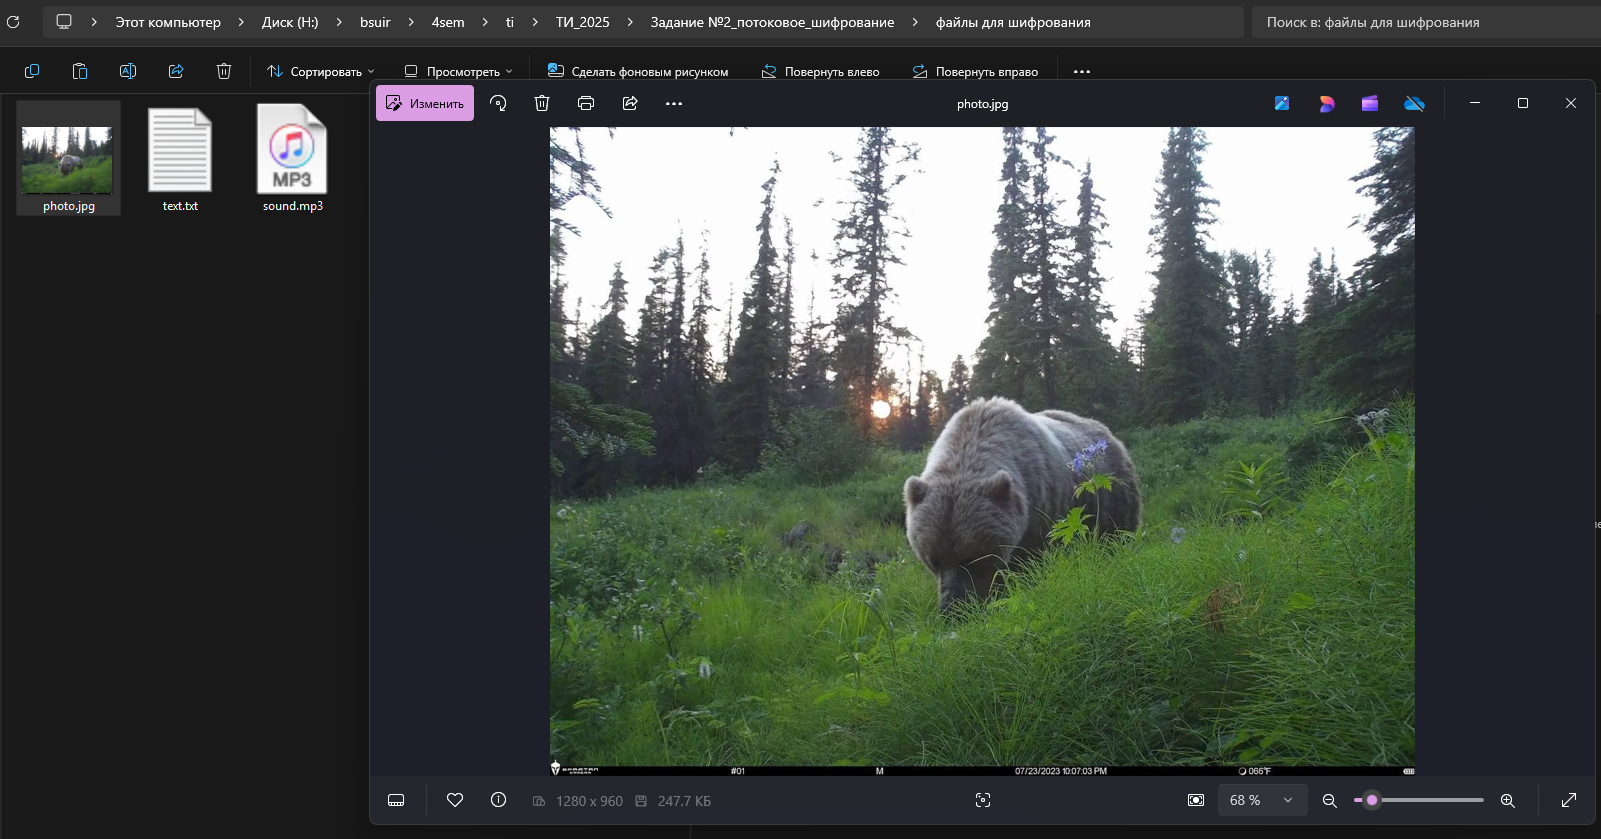 Этот компьютер > Диск (H:) > bsuir > 4sem > ti > ТИ_2025 > Задание №2_потоковое_шифрование > файлы для шифрования
Поиск в: файлы для шифрования
Сортировать
Просмотреть
Сделать фоновым рисунком
Повернуть влево
Повернуть вправо
Изменить
photo.jpg
MP3
photo.jpg
text.txt
sound.mp3
#01 M 07/23/2023 10:07:03 PM 066°F
1280 x 960
247.7 КБ
68 %